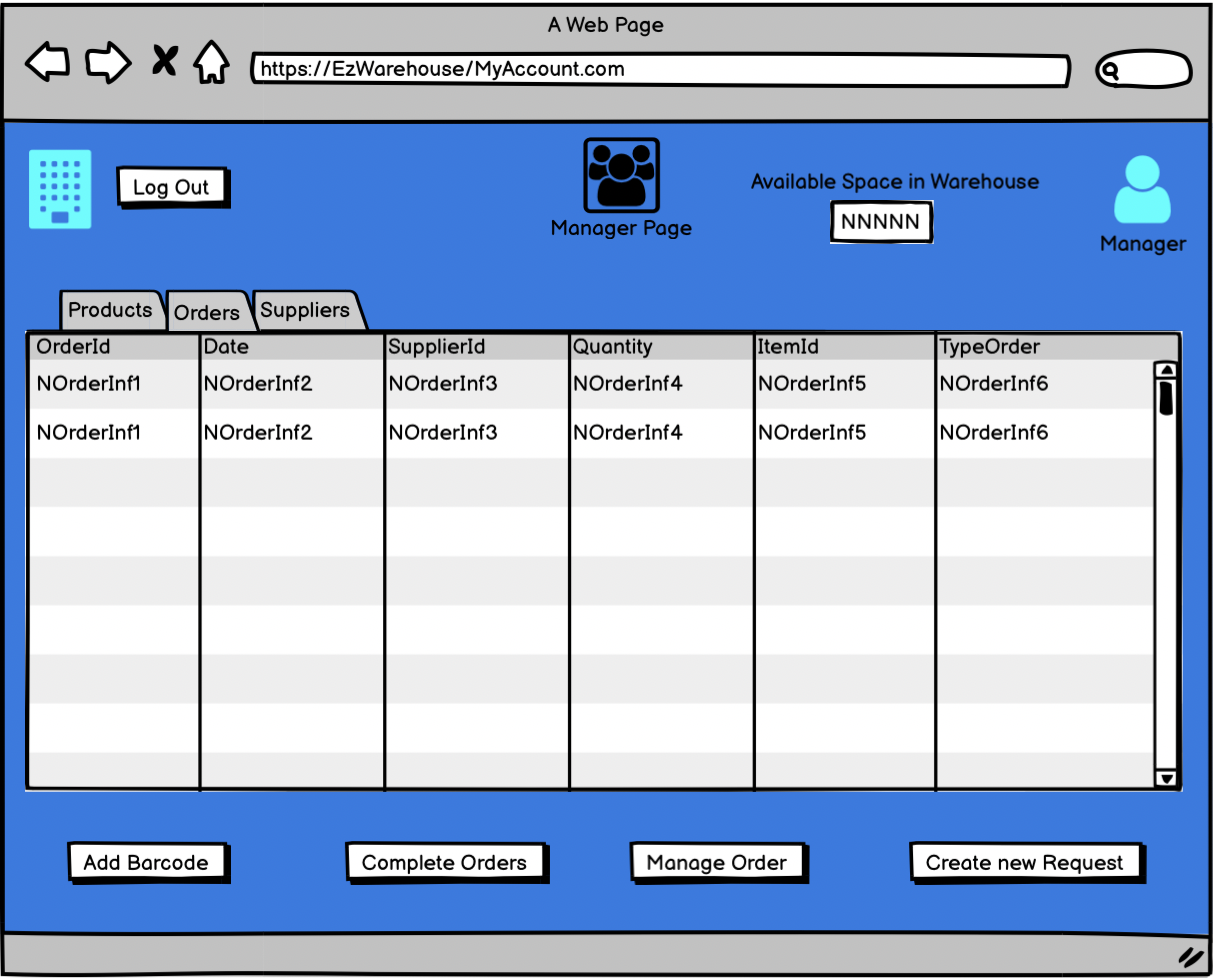 A Web Page
https://EzWarehouse/MyAccount.com
Log Out
Manager Page
Available Space in Warehouse
NNNNN
Manager
Products Orders Suppliers
OrderId Date SupplierId Quantity ItemId TypeOrder
NOrderInf1 NOrderInf2 NOrderInf3 NOrderInf4 NOrderInf5 NOrderInf6
NOrderInf1 NOrderInf2 NOrderInf3 NOrderInf4 NOrderInf5 NOrderInf6
Add Barcode Complete Orders Manage Order Create new Request